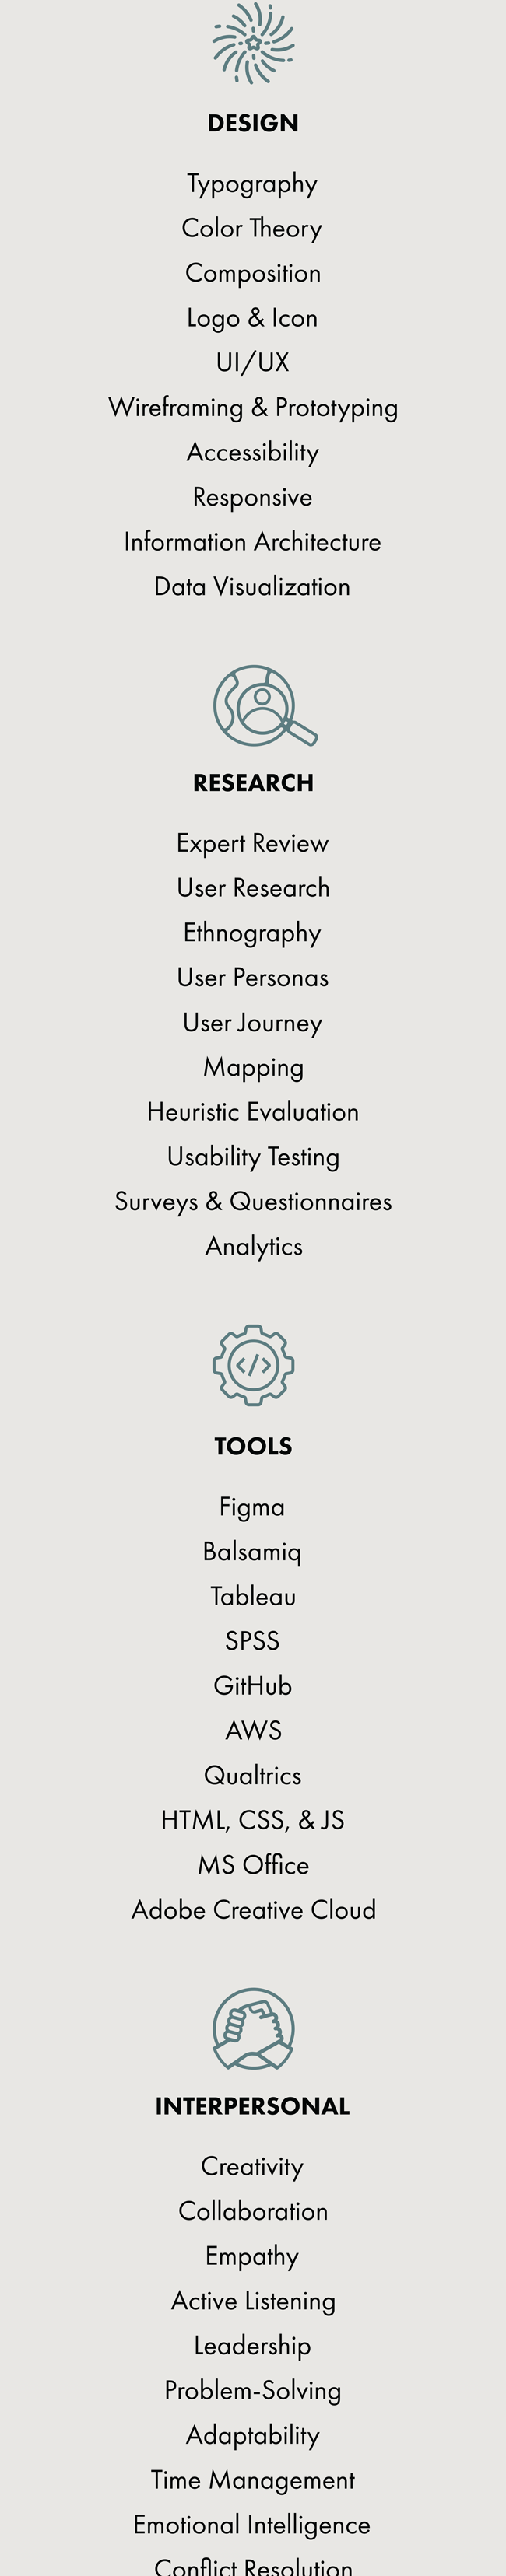 DESIGN
Typography
Color Theory
Composition
Logo & Icon
UI/UX
Wireframing & Prototyping
Accessibility
Responsive
Information Architecture
Data Visualization
RESEARCH
Expert Review
User Research
Ethnography
User Personas
User Journey
Mapping
Heuristic Evaluation
Usability Testing
Surveys & Questionnaires
Analytics
</>
TOOLS
Figma
Balsamiq
Tableau
SPSS
GitHub
AWS
Qualtrics
HTML, CSS, & JS
MS Office
Adobe Creative Cloud
INTERPERSONAL
Creativity
Collaboration
Empathy
Active Listening
Leadership
Problem-Solving
Adaptability
Time Management
Emotional Intelligence
Conflict Resolution